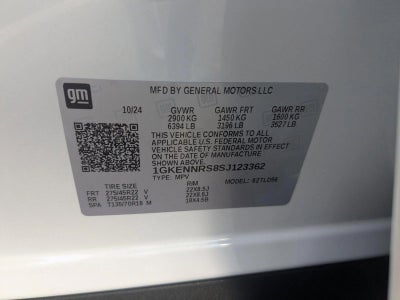 gm
MFD BY GENERAL MOTORS LLC
10/24 GVWR GAWR FRT GAWR RR
2900 KG 1450 KG 1600 KG
6394 LB 3196 LB 3527 LB
THIS VEHICLE CONFORMS TO ALL
APPLICABLE U.S. FEDERAL MOTOR
VEHICLE SAFETY STANDARDS IN EFFECT
ON THE DATE OF MANUFACTURE
SHOWN ABOVE.
1GKENNRS8SJ123362
TYPE: MPV MODEL:
TIRE SIZE RIM
FRT 275/45R22 V 22X8.5J
RR 275/45R22 V 22X8.5J
SPA T135/70R18 M 18X4.5B